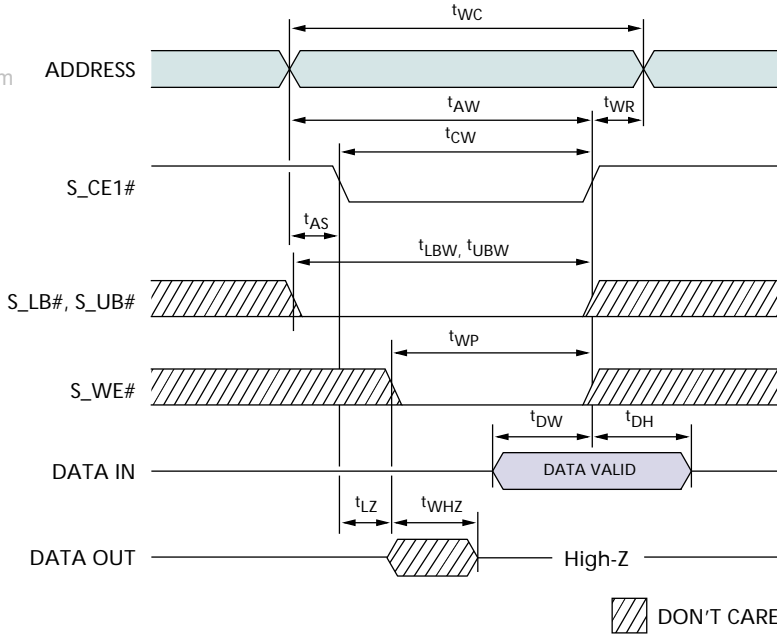 tWC
m
ADDRESS
tAW
tWR
tCW
S_CE1#
tAS
tLBW, tUBW
S_LB#, S_UB#
tWP
S_WE#
tDW
tDH
DATA IN
DATA VALID
tLZ
tWHZ
DATA OUT
High-Z
DON'T CARE